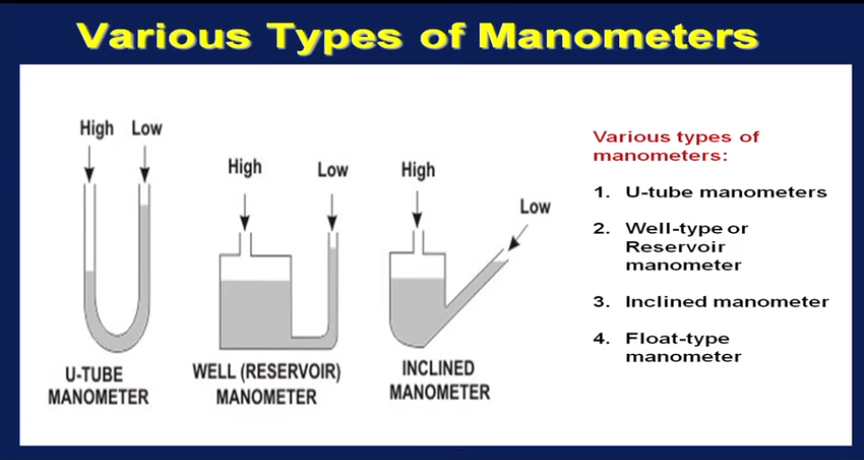 Various Types of Manometers
High Low
High
Low
High
Low
U-TUBE
MANOMETER
WELL (RESERVOIR)
MANOMETER
INCLINED
MANOMETER
Various types of
manometers:
1. U-tube manometers
2. Well-type or
Reservoir
manometer
3. Inclined manometer
4. Float-type
manometer